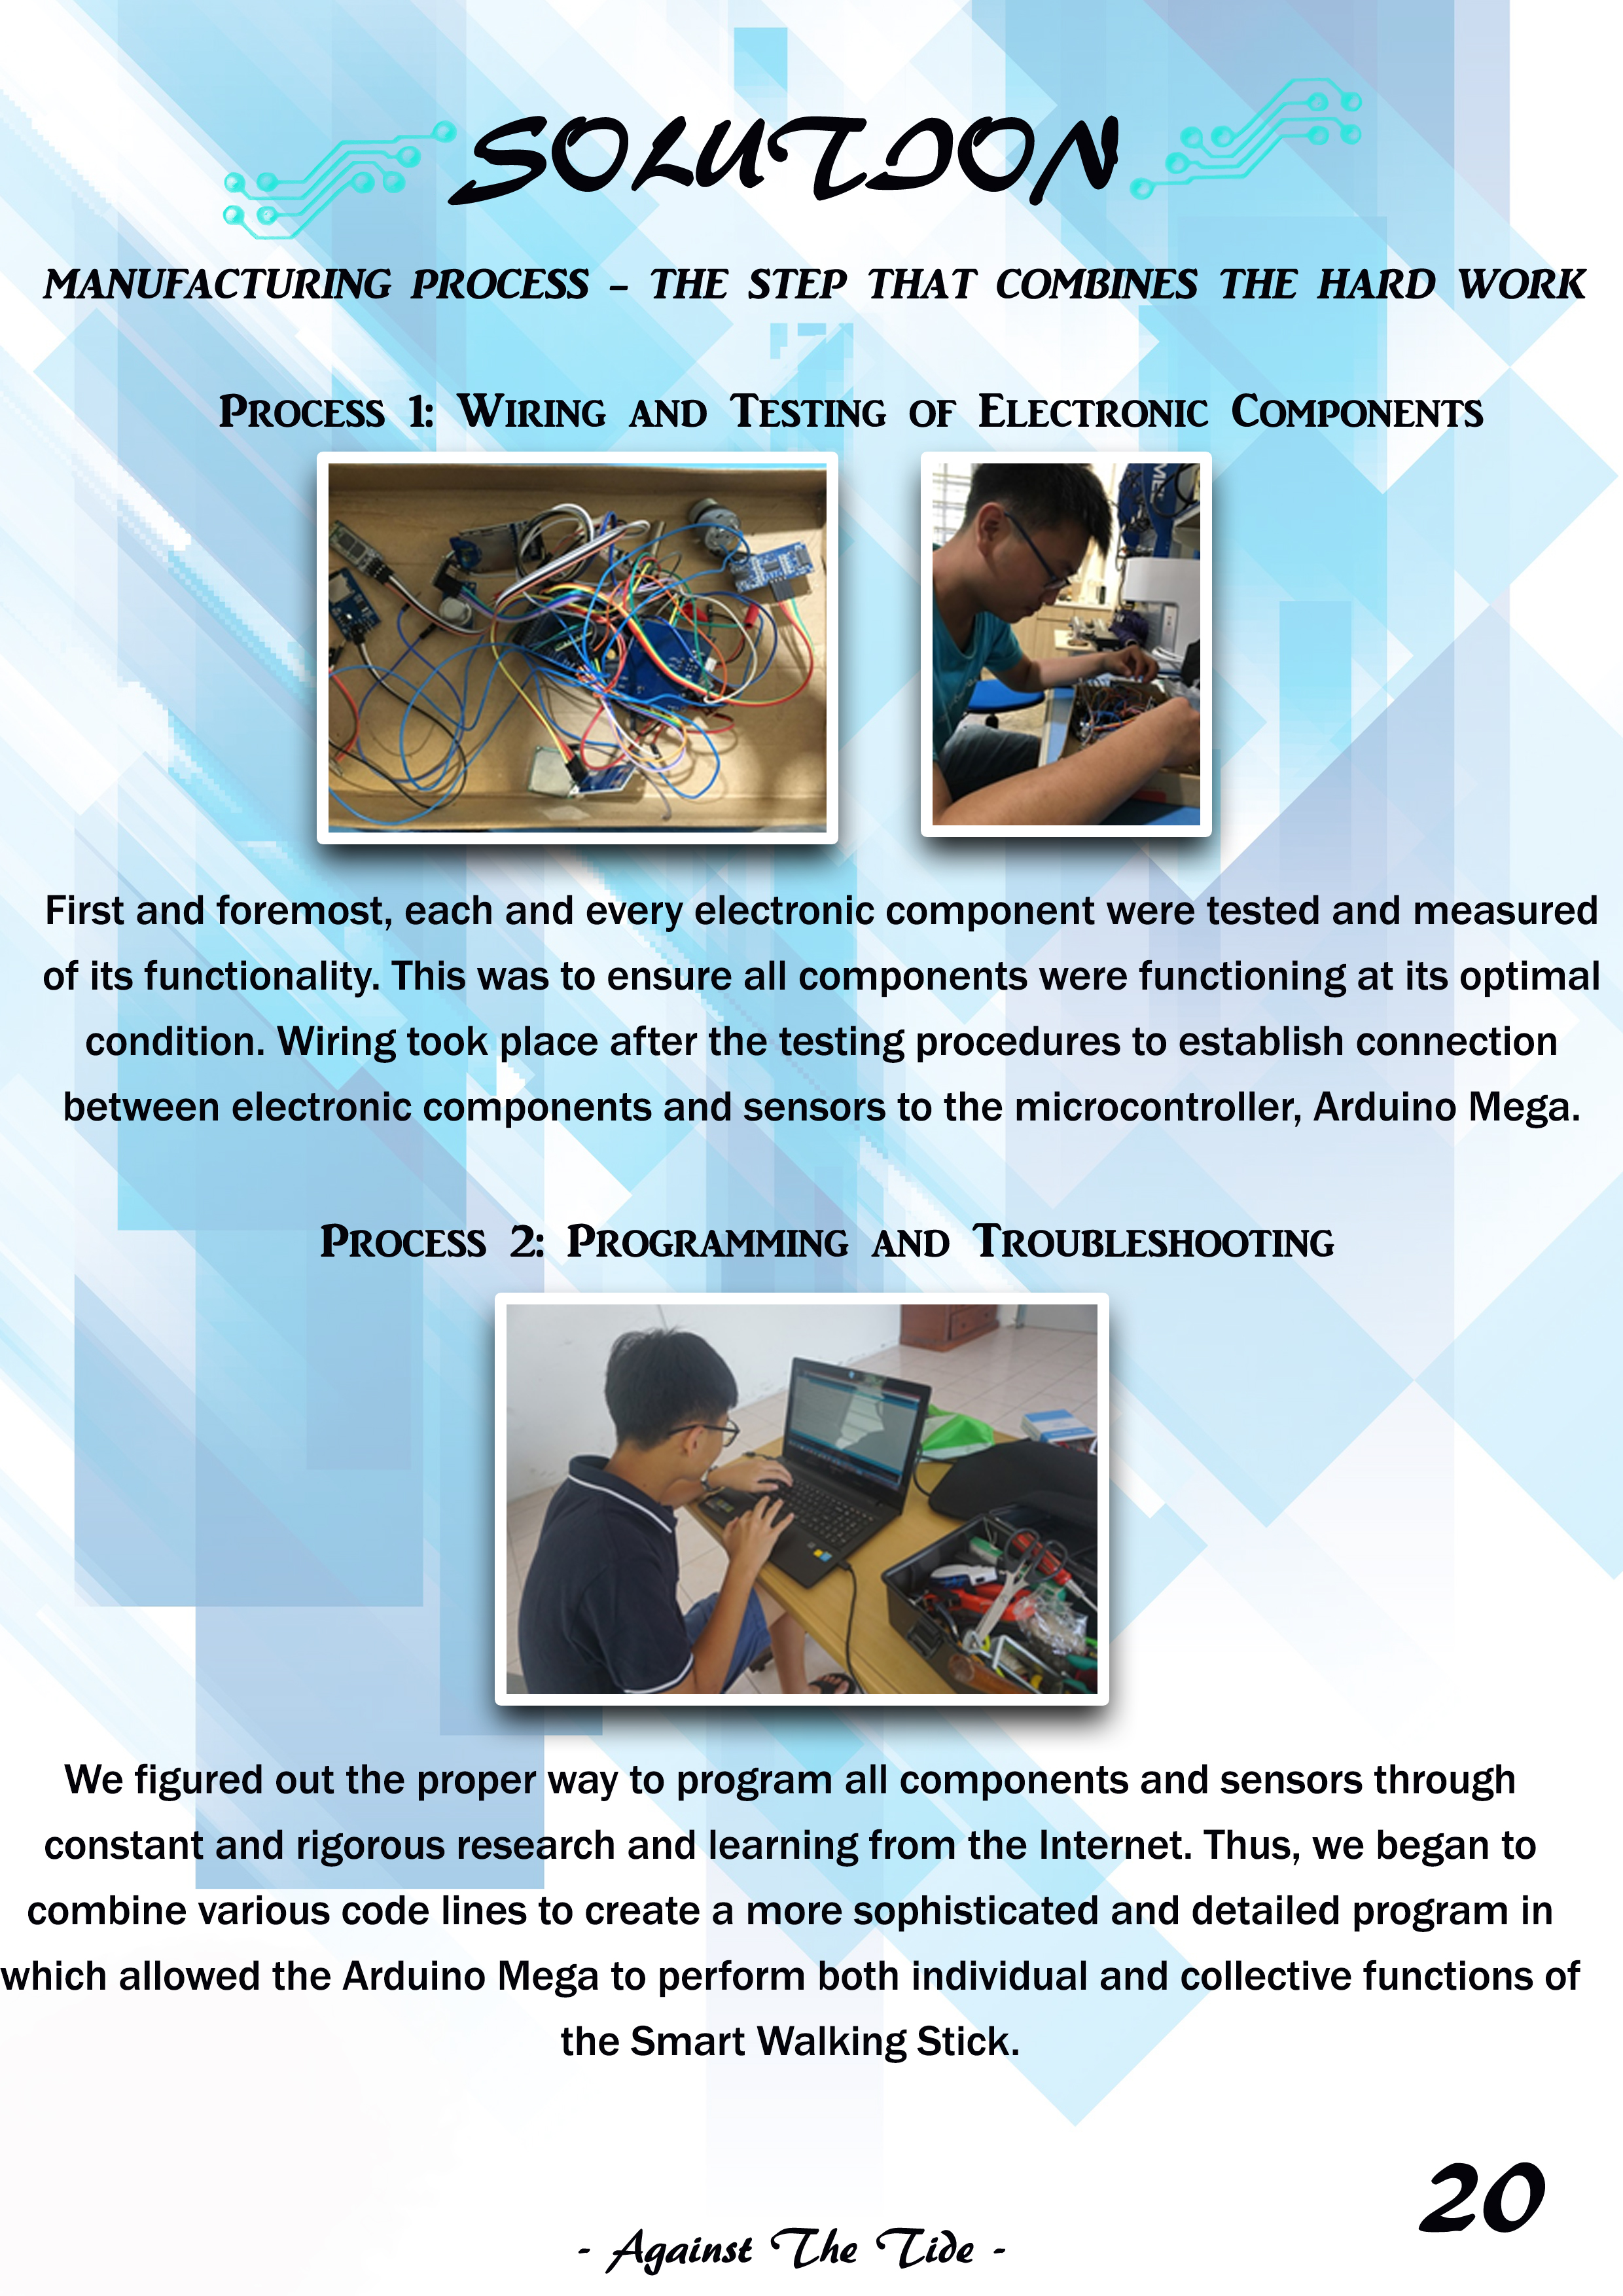 SOLUTION
MANUFACTURING PROCESS – THE STEP THAT COMBINES THE HARD WORK
Process 1: Wiring and Testing of Electronic Components
First and foremost, each and every electronic component were tested and measured
of its functionality. This was to ensure all components were functioning at its optimal
condition. Wiring took place after the testing procedures to establish connection
between electronic components and sensors to the microcontroller, Arduino Mega.
Process 2: Programming and Troubleshooting
We figured out the proper way to program all components and sensors through
constant and rigorous research and learning from the Internet. Thus, we began to
combine various code lines to create a more sophisticated and detailed program in
which allowed the Arduino Mega to perform both individual and collective functions of
the Smart Walking Stick.
20
- Against The Tide -